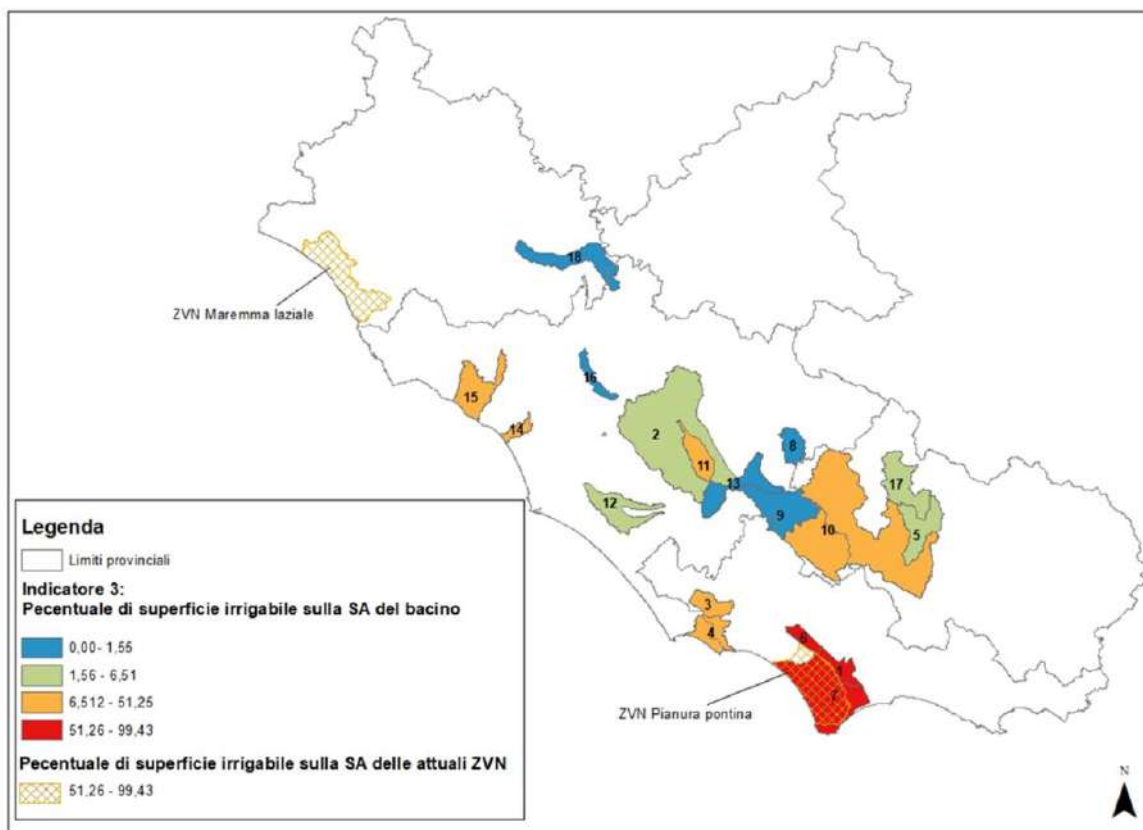 18
ZVN Maremma laziale
16
15
14
2
11
8
13
17
12
9
10
5
3
4
6
1
7
ZVN Pianura pontina
Legenda
Limiti provinciali
Indicatore 3:
Pecentuale di superficie irrigabile sulla SA del bacino
0,00 - 1,55
1,56 - 6,51
6,512 - 51,25
51,26 - 99,43
Pecentuale di superficie irrigabile sulla SA delle attuali ZVN
51,26 - 99,43
N